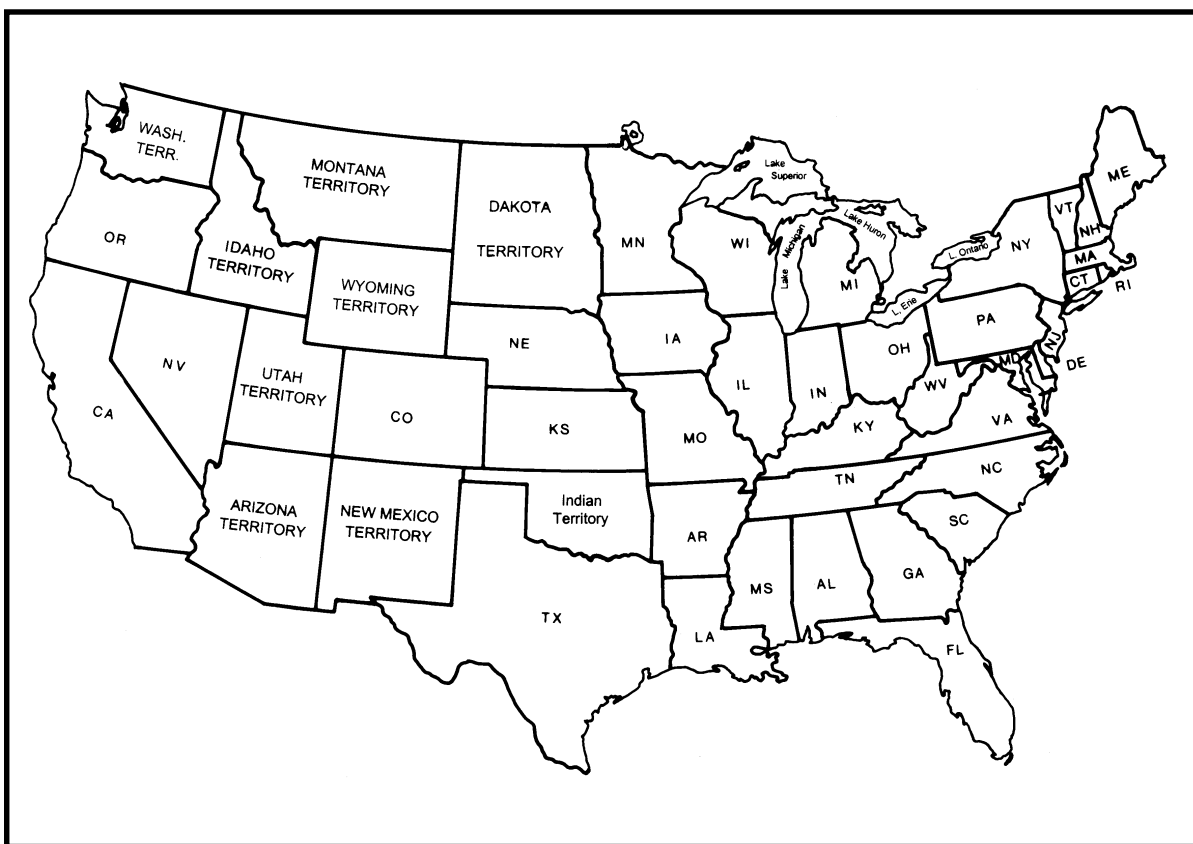 WASH.
TERR.
MONTANA
TERRITORY
DAKOTA
TERRITORY
OR
IDAHO
TERRITORY
WYOMING
TERRITORY
MN
WI
Lake
Superior
Lake Michigan
Lake Huron
MI
L. Ontario
L. Erie
NY
VT
NH
ME
MA
CT
RI
NV
UTAH
TERRITORY
CA
CO
NE
KS
IA
MO
IL
IN
OH
PA
NJ
MD
DE
WV
VA
KY
TN
NC
SC
ARIZONA
TERRITORY
NEW MEXICO
TERRITORY
Indian
Territory
TX
AR
LA
MS
AL
GA
FL